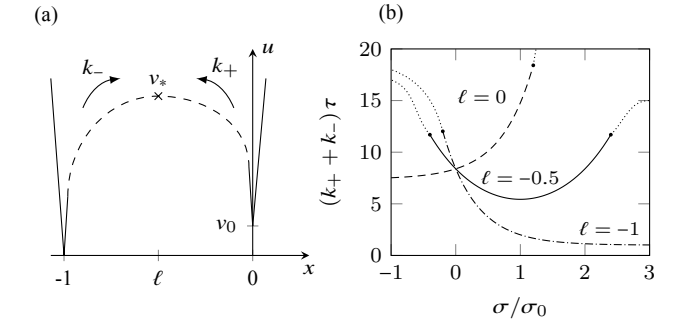 (a)
u
k₋
v*
k₊
v₀
-1
ℓ
0
x
(b)
(k₊ + k₋) τ
20
15
10
5
0
ℓ = 0
ℓ = −0.5
ℓ = −1
−1
0
1
2
3
σ/σ₀